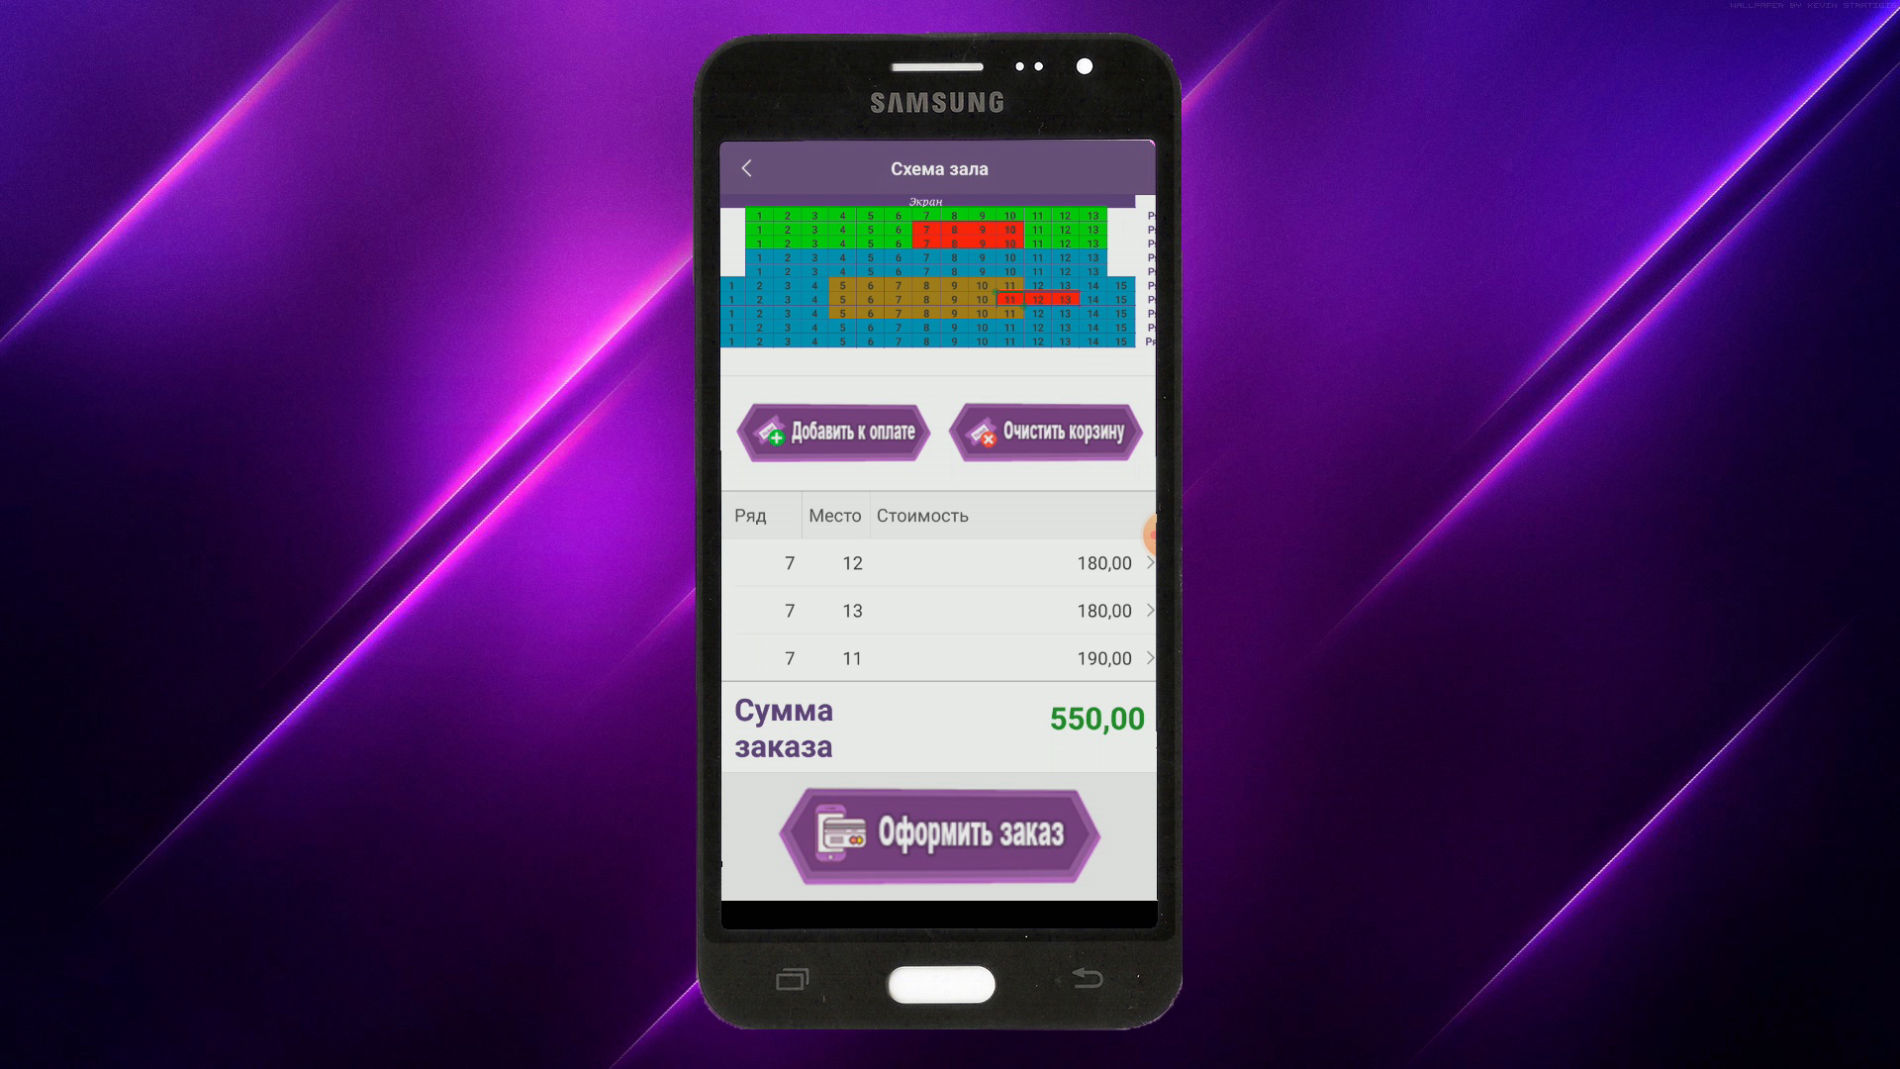 WALLPAPER BY KEVIN STRATIGIS
SAMSUNG
Схема зала
Экран
1 2 3 4 5 6 7 8 9 10 11 12 13
1 2 3 4 5 6 7 8 9 10 11 12 13
1 2 3 4 5 6 7 8 9 10 11 12 13
1 2 3 4 5 6 7 8 9 10 11 12 13
1 2 3 4 5 6 7 8 9 10 11 12 13
1 2 3 4 5 6 7 8 9 10 11 12 13 14 15
1 2 3 4 5 6 7 8 9 10 11 12 13 14 15
1 2 3 4 5 6 7 8 9 10 11 12 13 14 15
1 2 3 4 5 6 7 8 9 10 11 12 13 14 15
1 2 3 4 5 6 7 8 9 10 11 12 13 14 15
Добавить к оплате Очистить корзину
Ряд Место Стоимость
7 12 180,00
7 13 180,00
7 11 190,00
Сумма заказа 550,00
Оформить заказ